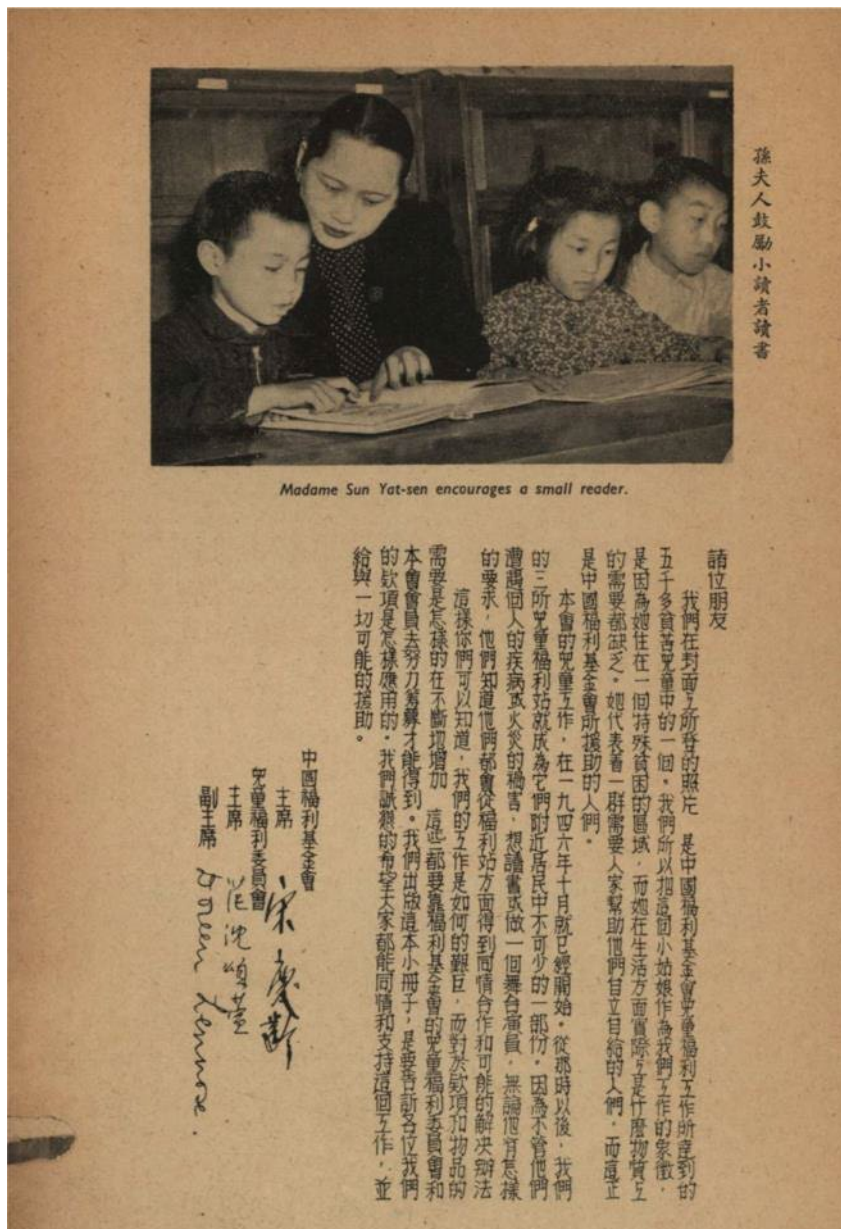 孫夫人鼓勵小讀者讀書
Madame Sun Yat-sen encourages a small reader.
諸位朋友
我們在對面上所登的照片 是中國福利基金會兒童福利工作所達到的
五千多貧苦兒童中的一個。我們所以把這個小姑娘作為我們工作的象徵，
是因為她住在一個特殊貧困的區域，而她在生活方面實際上是什麼物質上
的需要都缺乏。她代表着一群需要人家幫助他們自立自給的人們，而這正
是中國福利基金會所援助的人們。
本會的兒童工作，在一九四六年十月就已經開始。從那時以後，我們
的三所兒童福利站就成為它們附近居民中不可少的一部份。因為不管他們
遭遇個人的疾病或火災的禍害，想讀書或做一個舞台演員，無論他有怎樣
的要求，他們知道他們都會從福利站方面得到同情合作和可能的解決辦法
這樣你們可以知道，我們的工作是如何的艱巨，而對於款項和物品的
需要是怎樣的在不斷地增加 這些都要靠福利基金會的兒童福利委員會和
本會會員去努力籌募才能得到。我們出版這本小冊子，是要告訴各位我們
的款項是怎樣應用的。我們誠懇的希望大家都能同情和支持這個工作，並
給與一切可能的援助。
中國福利基金會
主席 宋慶齡
兒童福利委員會
主席
副主席 Doreen Lennox.